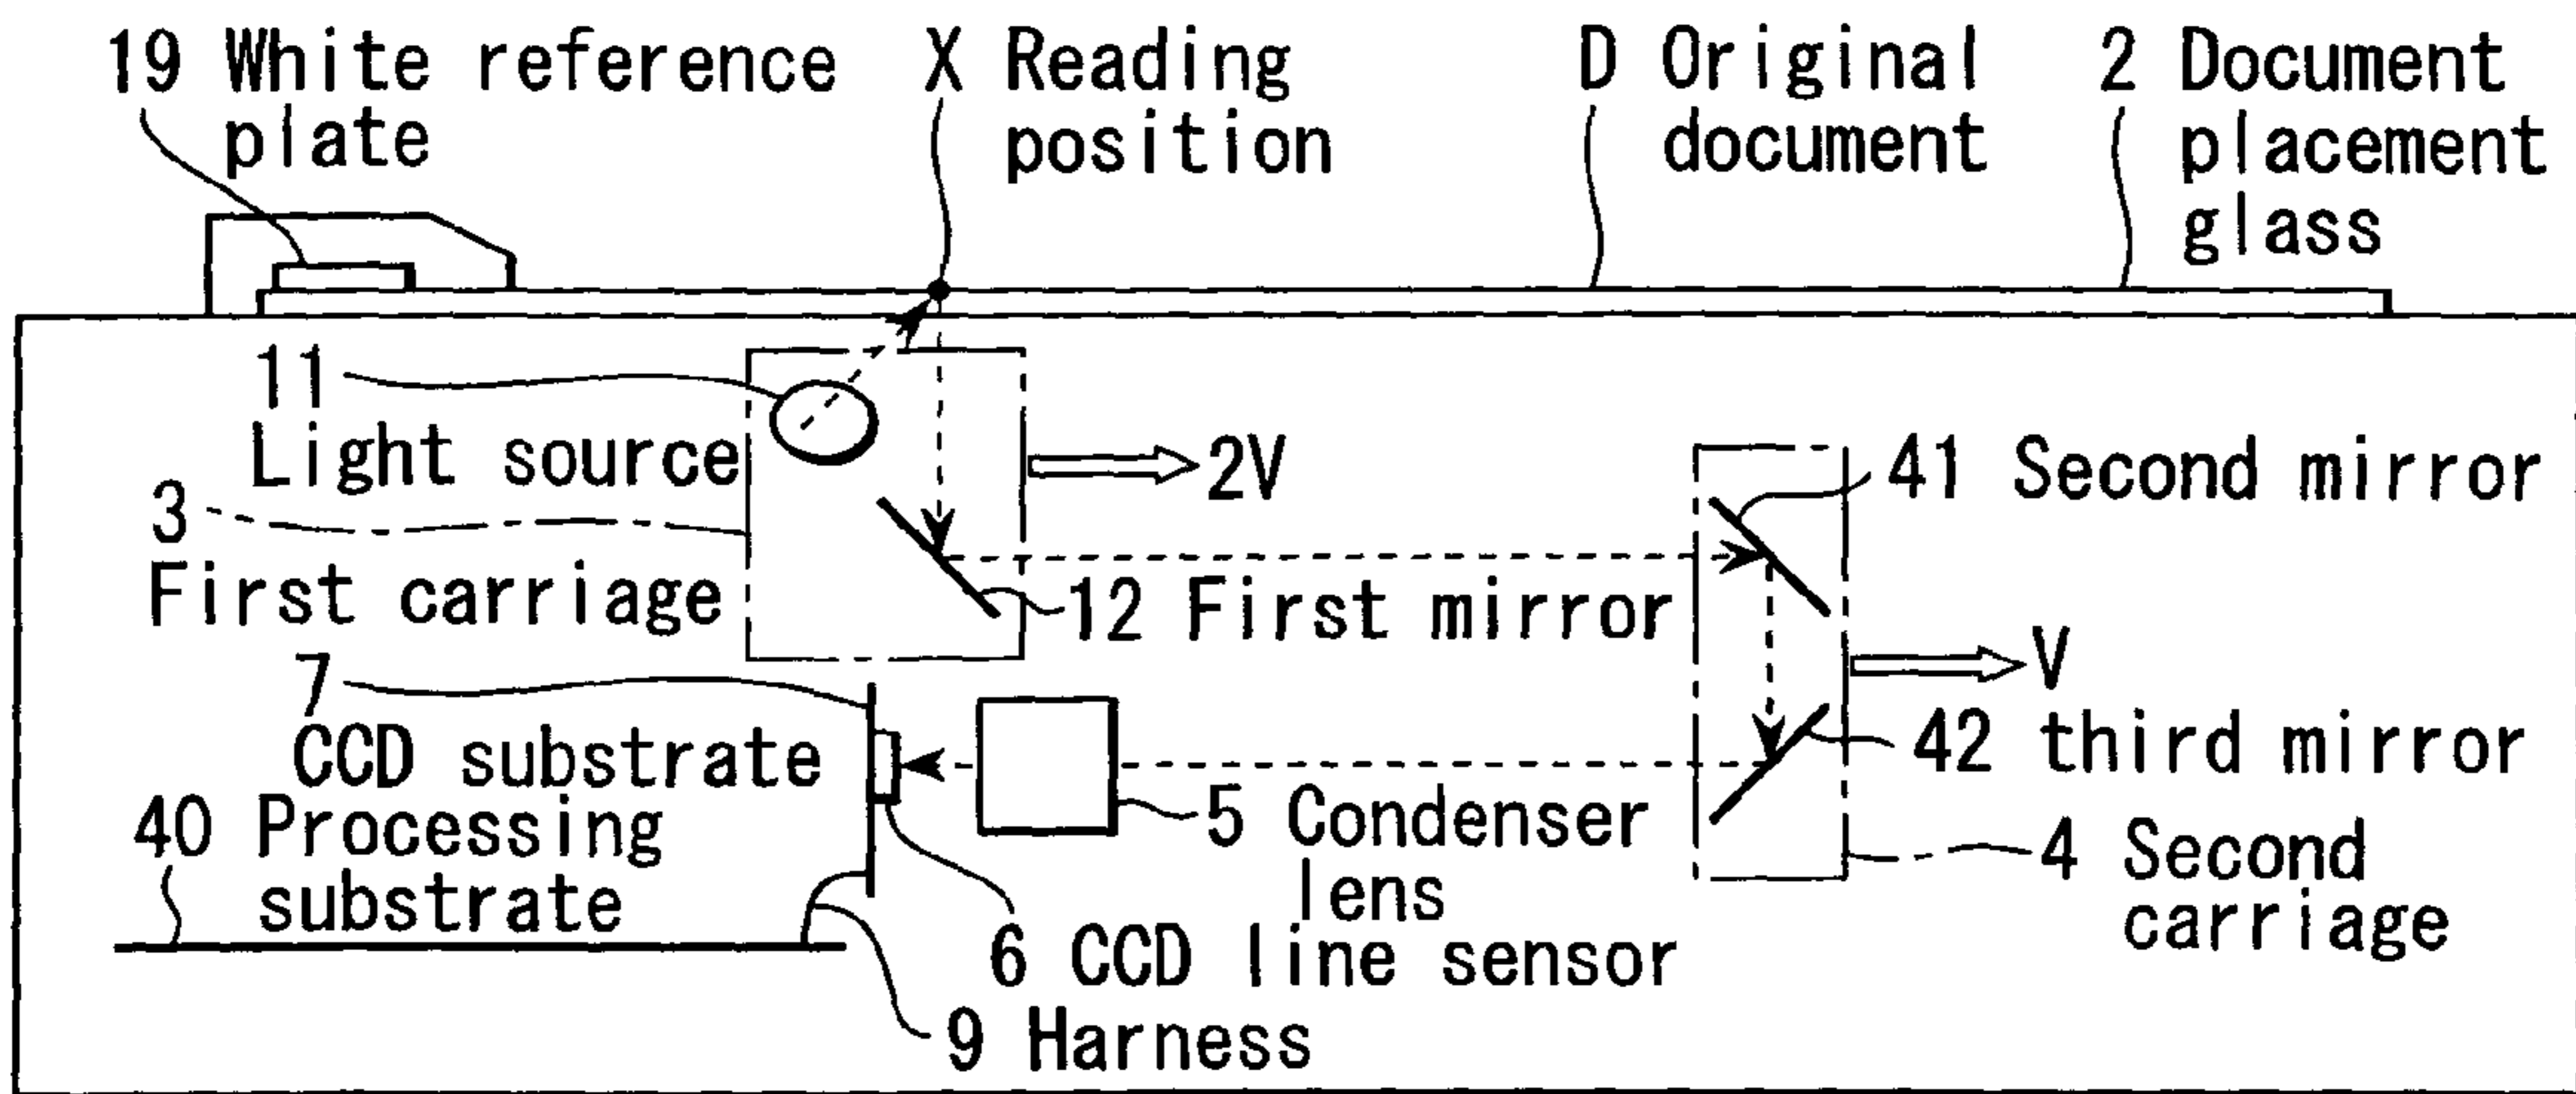 19 White reference
plate
X Reading
position
D Original
document
2 Document
placement
glass
11
Light source
2V
41 Second mirror
3
First carriage
12 First mirror
V
7
CCD substrate
42 third mirror
40 Processing
substrate
5 Condenser
lens
4 Second
carriage
6 CCD line sensor
9 Harness